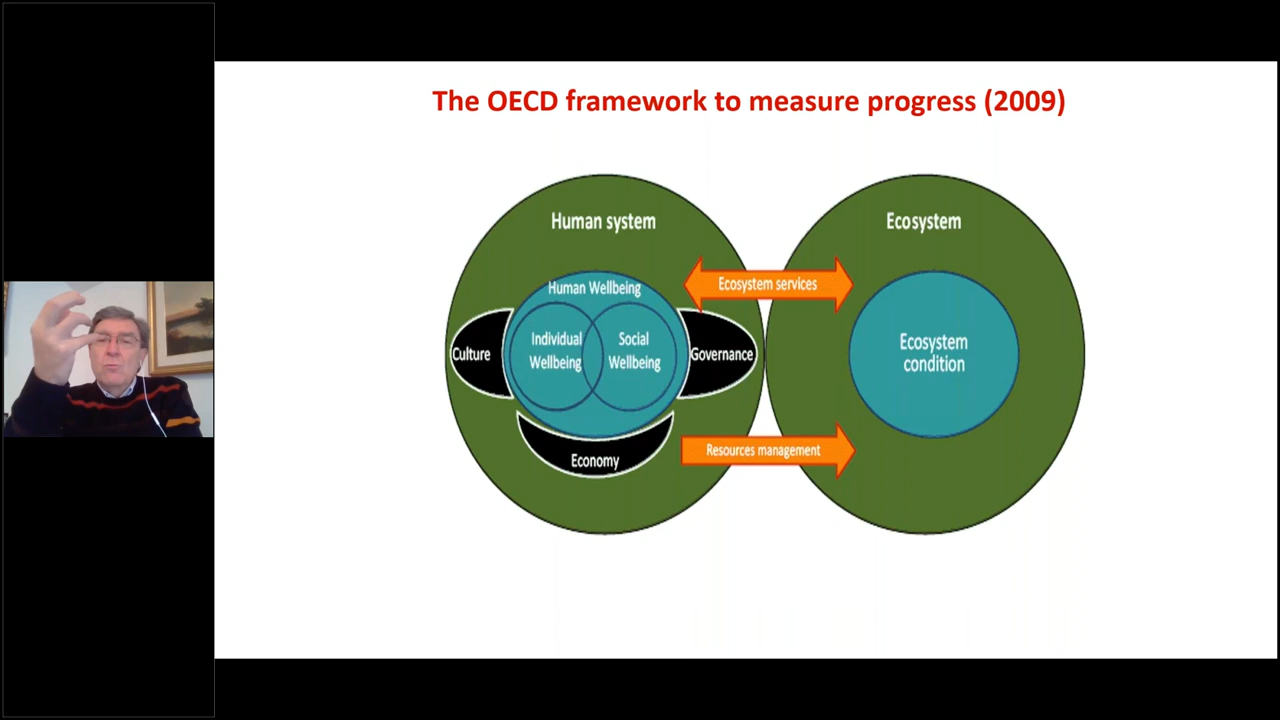 The OECD framework to measure progress (2009)
Human system
Ecosystem
Human Wellbeing
Ecosystem services
Individual
Wellbeing
Social
Wellbeing
Culture
Governance
Ecosystem
condition
Economy
Resources management